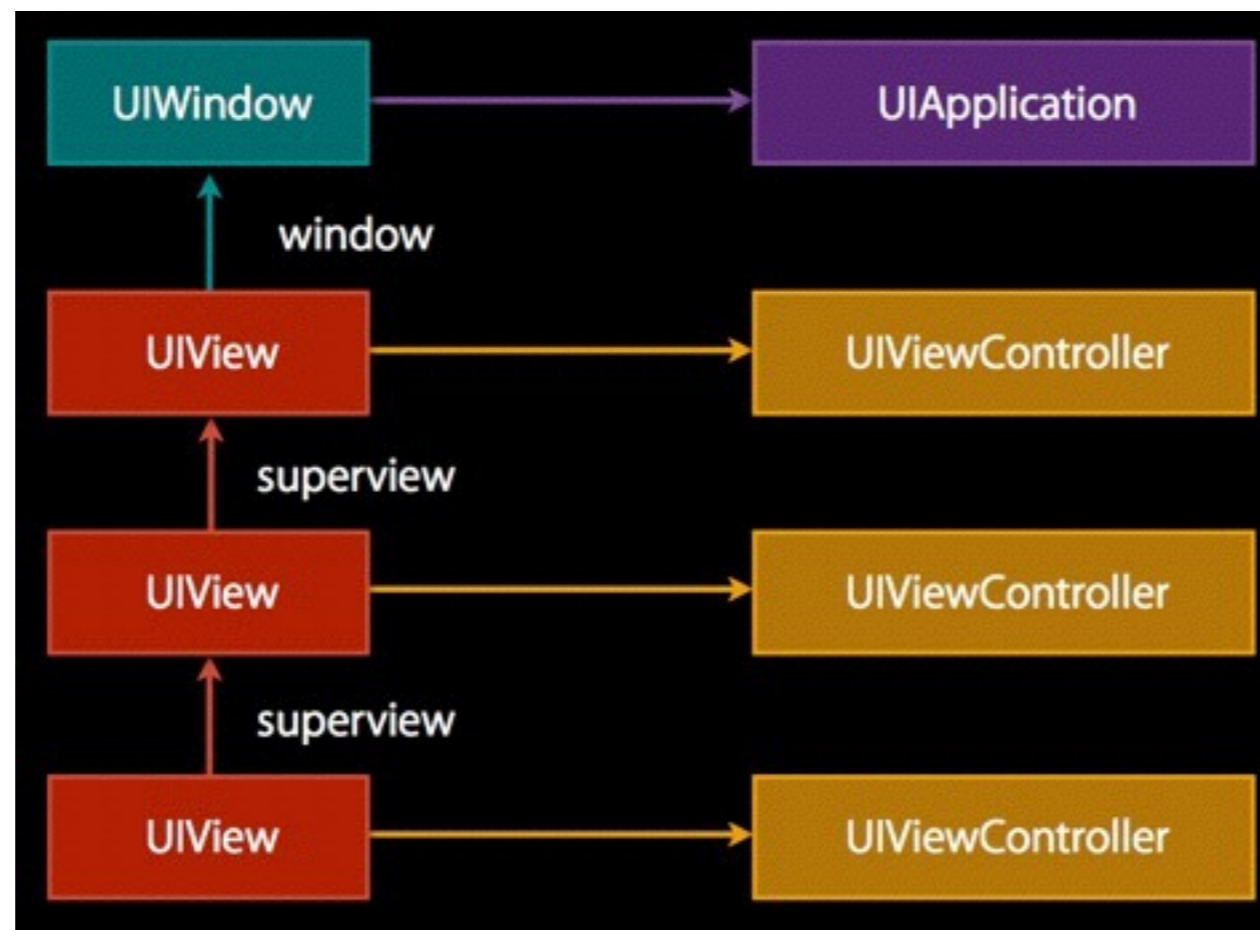 UIWindow
UIApplication
window
UIView
UIViewController
superview
UIView
UIViewController
superview
UIView
UIViewController